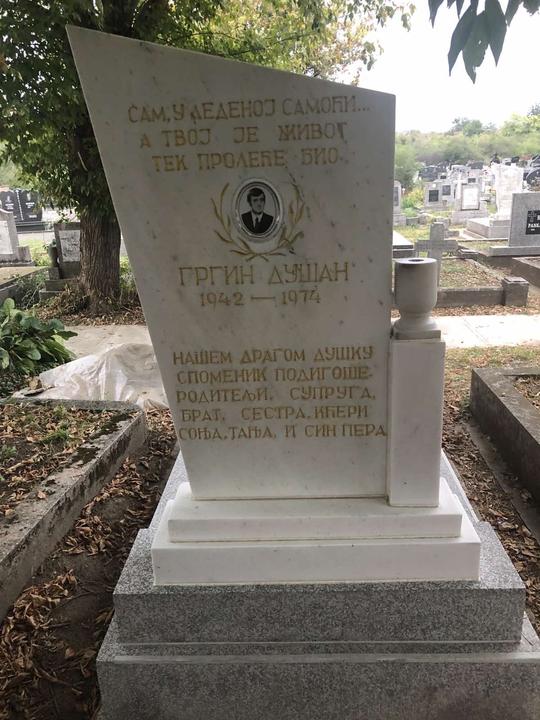 САМ, У ЛЕДЕНОЈ САМОЋИ...
А ТВОЈ ЈЕ ЖИВОТ
ТЕК ПРОЛЕЋЕ БИО.
ГРГИН ДУШАН
1942 — 1974
НАШЕМ ДРАГОМ ДУШКУ
СПОМЕНИК ПОДИГОШЕ
РОДИТЕЉИ, СУПРУГА,
БРАТ, СЕСТРА, КЋЕРИ
СОЊА, ТАЊА, И СИН ПЕРА